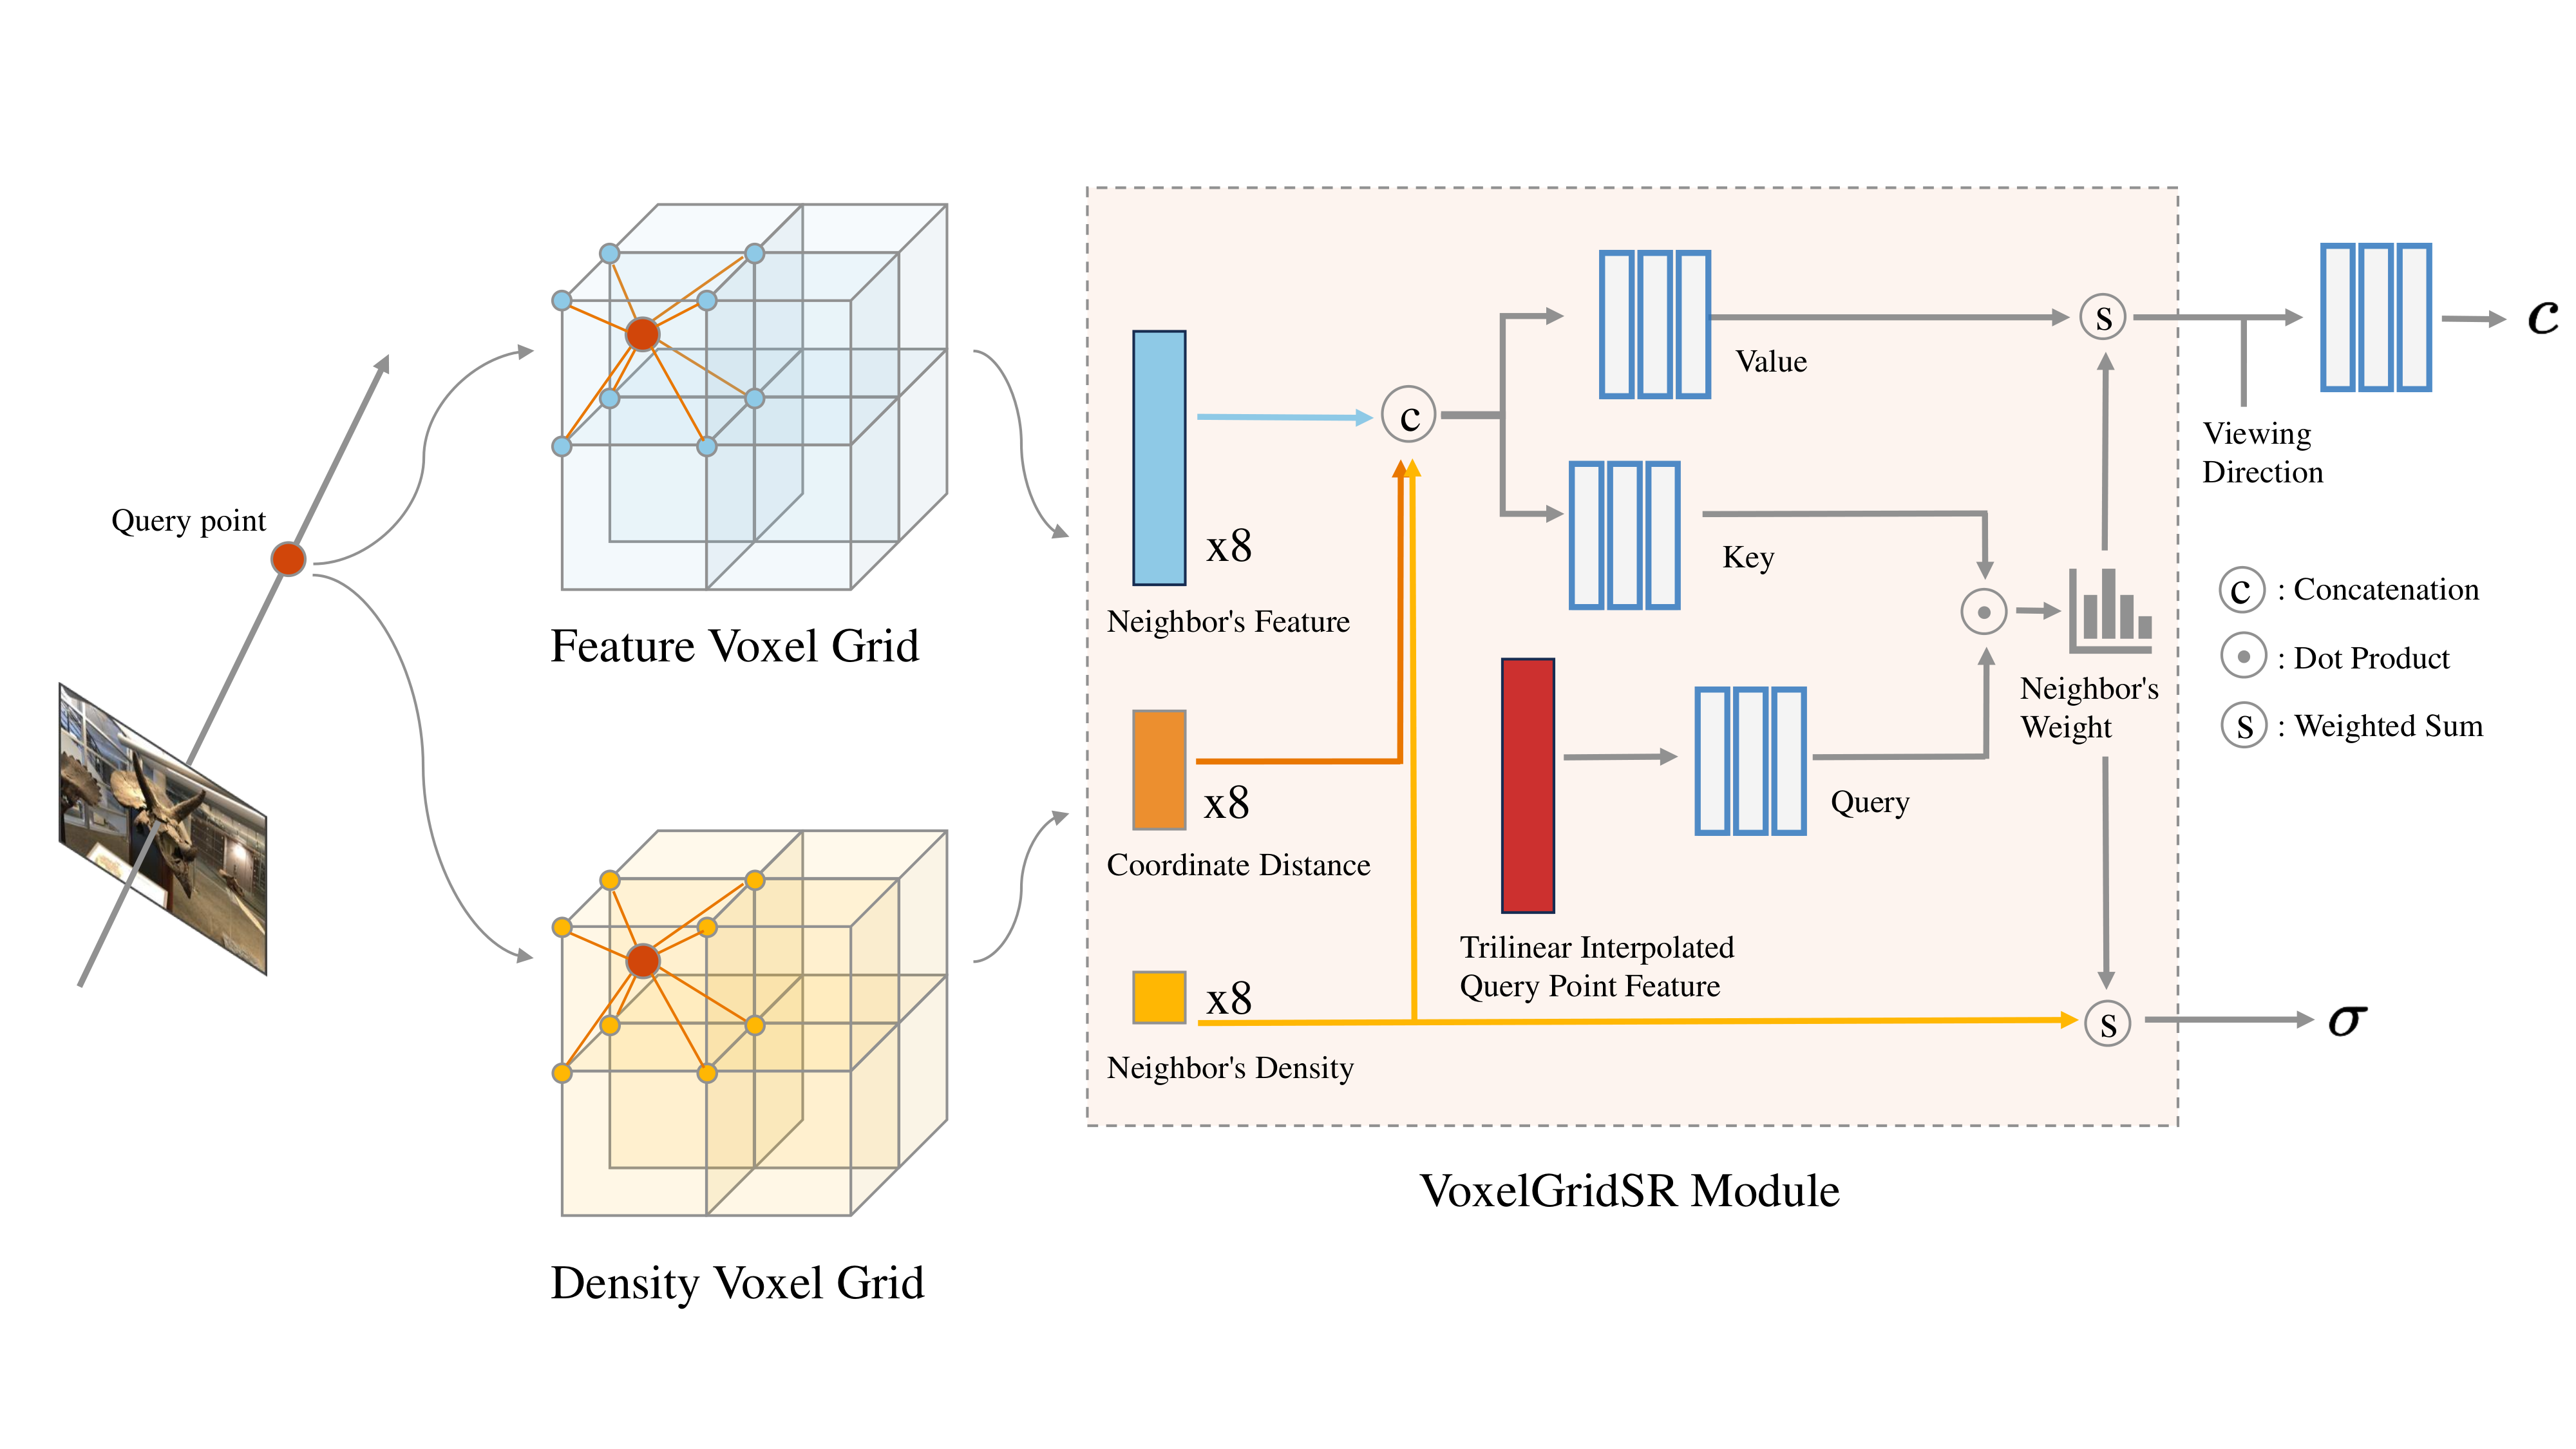 Query point
Feature Voxel Grid
Density Voxel Grid
x8
Neighbor's Feature
x8
Coordinate Distance
x8
Neighbor's Density
c
Value
Key
Trilinear Interpolated
Query Point Feature
Query
Neighbor's
Weight
s
s
VoxelGridSR Module
Viewing
Direction
c
σ
c : Concatenation
: Dot Product
s : Weighted Sum